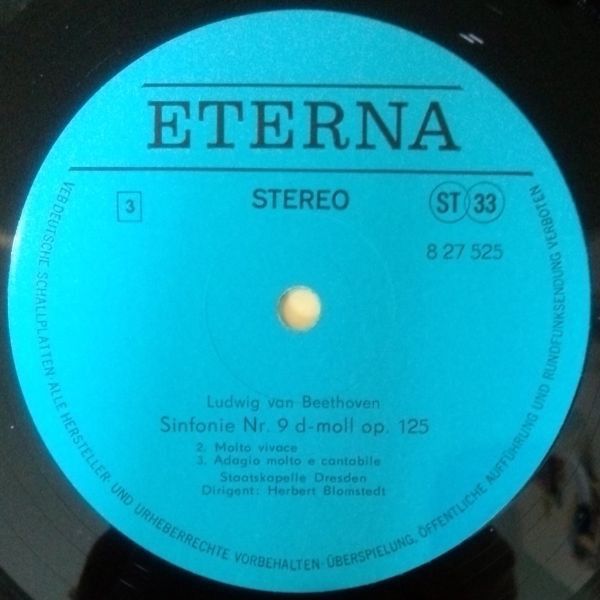 ETERNA
3
STEREO
ST 33
8 27 525
Ludwig van Beethoven
Sinfonie Nr. 9 d-moll op. 125
2. Molto vivace
3. Adagio molto e cantabile
Staatskapelle Dresden
Dirigent: Herbert Blomstedt
VEB DEUTSCHE SCHALLPLATTEN · ALLE HERSTELLER- UND URHEBERRECHTE VORBEHALTEN · ÜBERSPIELUNG, ÖFFENTLICHE AUFFÜHRUNG UND RUNDFUNKSENDUNG VERBOTEN